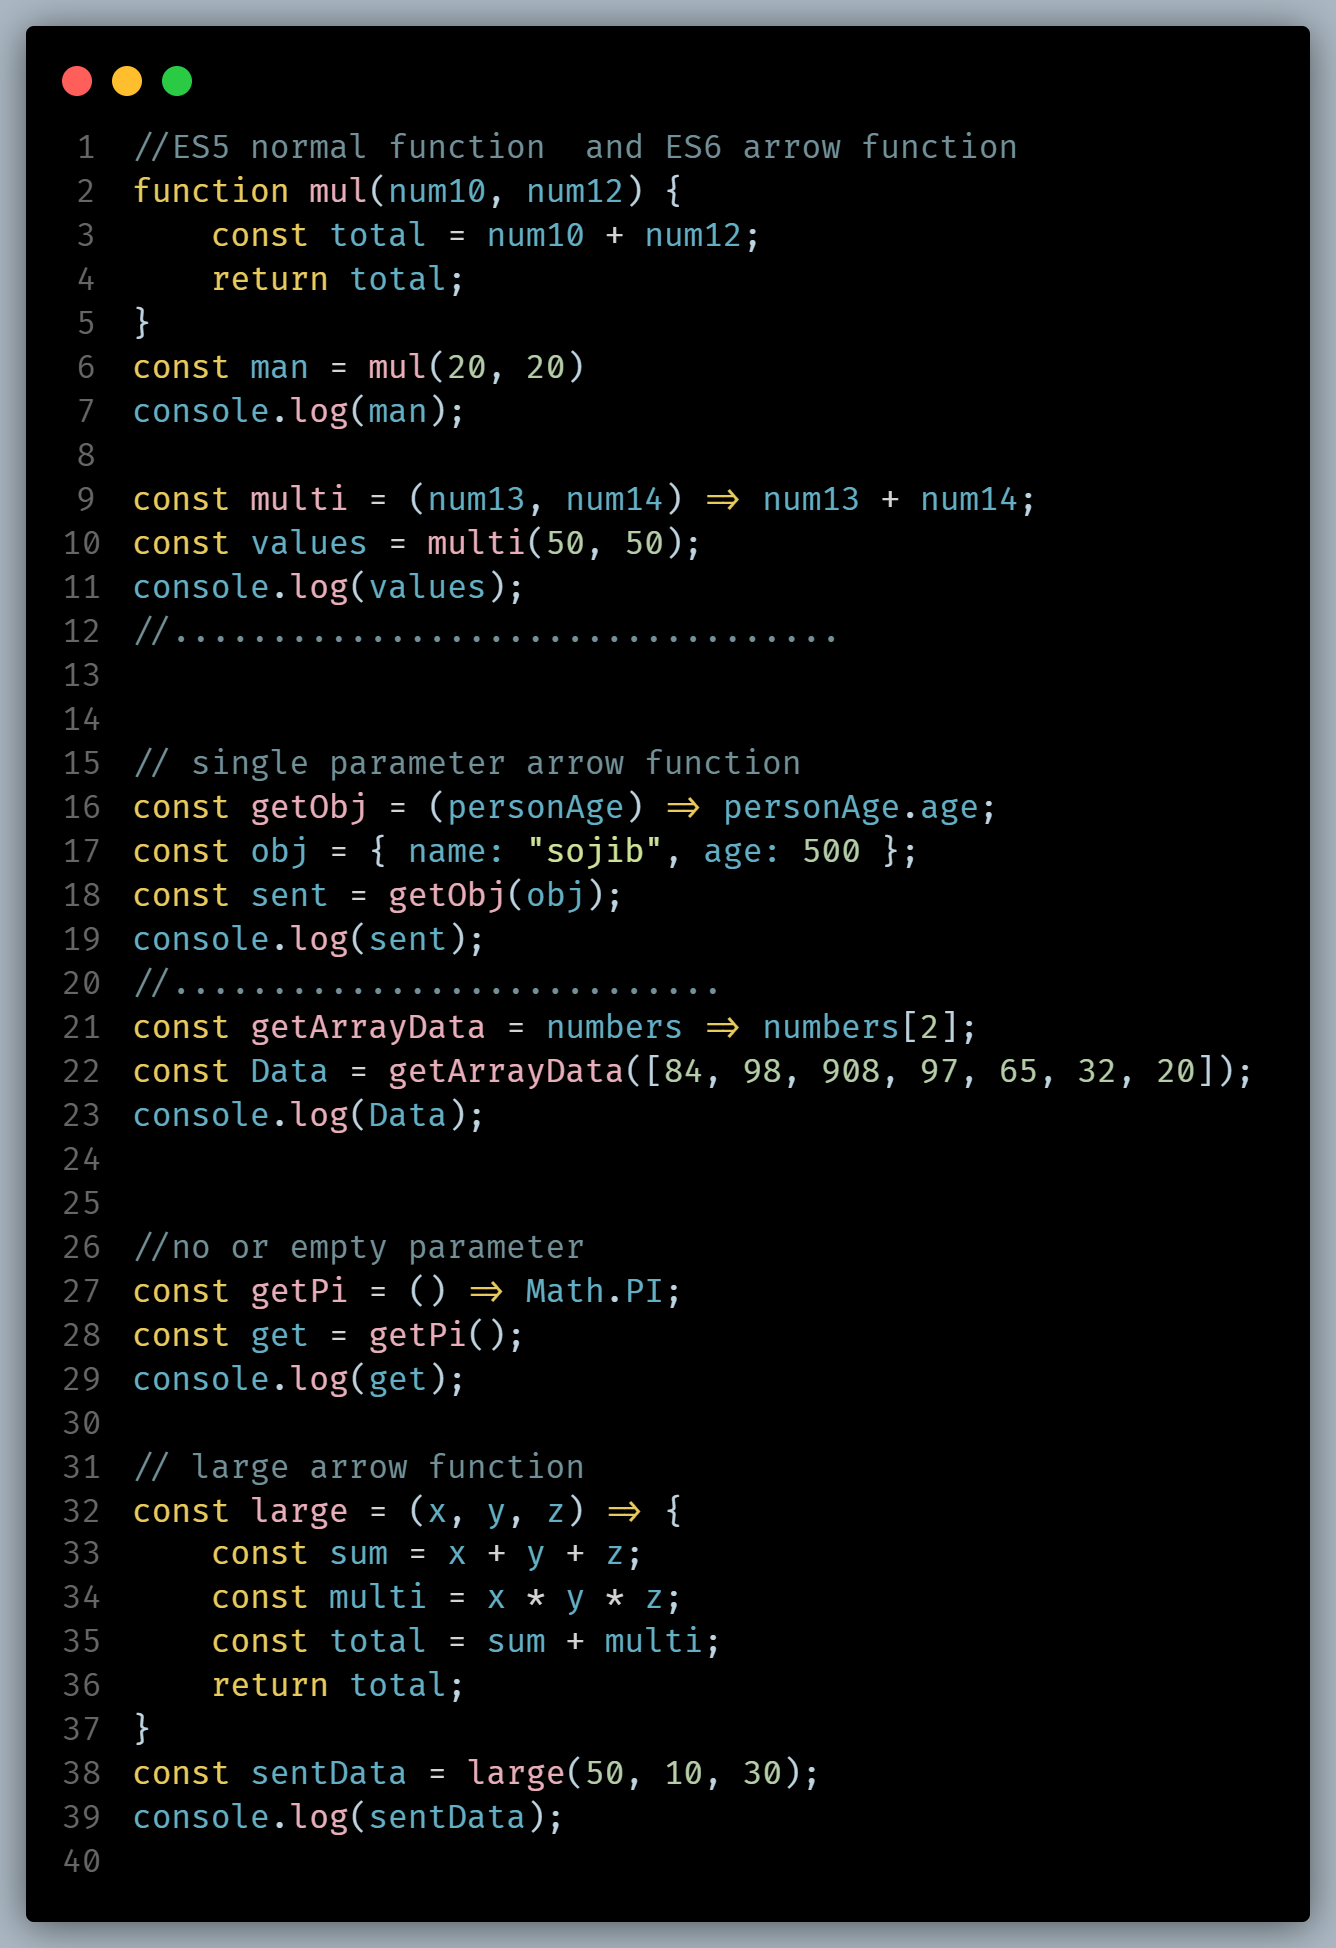 1 //ES5 normal function  and ES6 arrow function
2 function mul(num10, num12) {
3     const total = num10 + num12;
4     return total;
5 }
6 const man = mul(20, 20)
7 console.log(man);
8
9 const multi = (num13, num14) => num13 + num14;
10 const values = multi(50, 50);
11 console.log(values);
12 //..................................
13
14
15 // single parameter arrow function
16 const getObj = (personAge) => personAge.age;
17 const obj = { name: "sojib", age: 500 };
18 const sent = getObj(obj);
19 console.log(sent);
20 //............................
21 const getArrayData = numbers => numbers[2];
22 const Data = getArrayData([84, 98, 908, 97, 65, 32, 20]);
23 console.log(Data);
24
25
26 //no or empty parameter
27 const getPi = () => Math.PI;
28 const get = getPi();
29 console.log(get);
30
31 // large arrow function
32 const large = (x, y, z) => {
33     const sum = x + y + z;
34     const multi = x * y * z;
35     const total = sum + multi;
36     return total;
37 }
38 const sentData = large(50, 10, 30);
39 console.log(sentData);
40